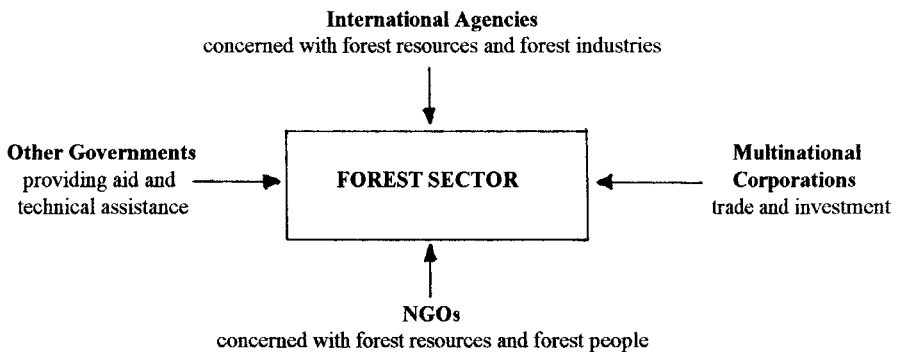 International Agencies
concerned with forest resources and forest industries
Other Governments
providing aid and
technical assistance
FOREST SECTOR
Multinational
Corporations
trade and investment
NGOs
concerned with forest resources and forest people